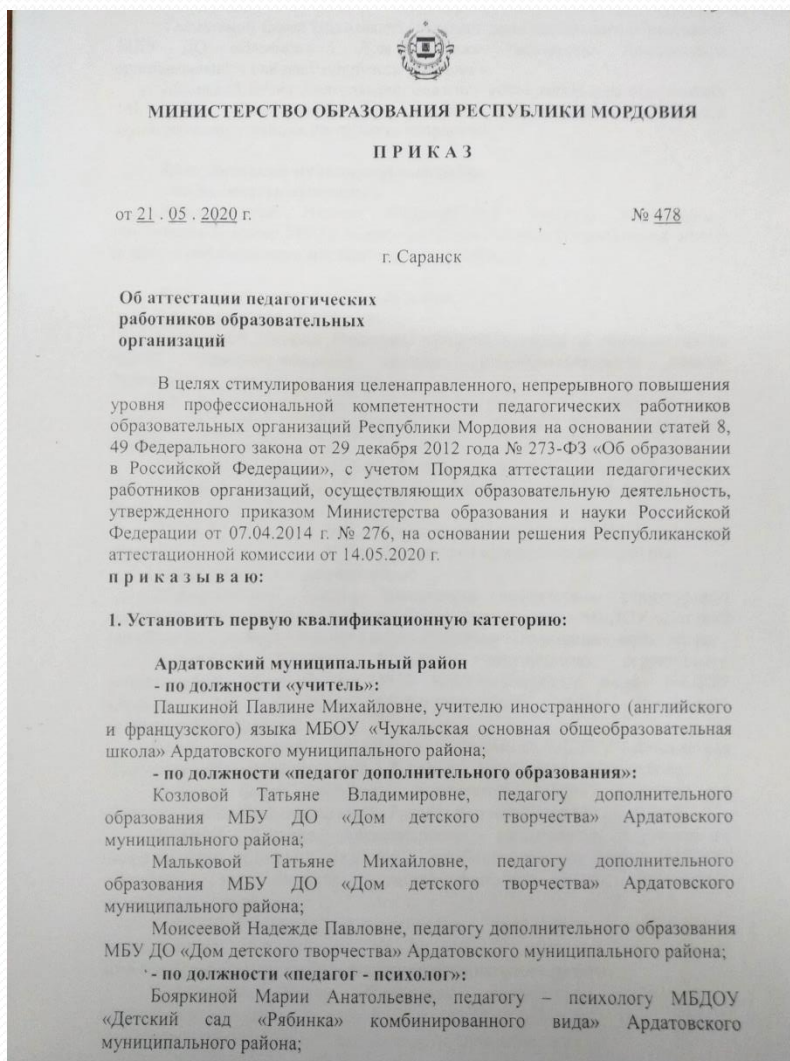 МИНИСТЕРСТВО ОБРАЗОВАНИЯ РЕСПУБЛИКИ МОРДОВИЯ
П Р И К А З
от 21 . 05 . 2020 г. № 478
г. Саранск
Об аттестации педагогических
работников образовательных
организаций
В целях стимулирования целенаправленного, непрерывного повышения
уровня профессиональной компетентности педагогических работников
образовательных организаций Республики Мордовия на основании статей 8,
49 Федерального закона от 29 декабря 2012 года № 273-ФЗ «Об образовании
в Российской Федерации», с учетом Порядка аттестации педагогических
работников организаций, осуществляющих образовательную деятельность,
утвержденного приказом Министерства образования и науки Российской
Федерации от 07.04.2014 г. № 276, на основании решения Республиканской
аттестационной комиссии от 14.05.2020 г.
п р и к а з ы в а ю:
1. Установить первую квалификационную категорию:
Ардатовский муниципальный район
- по должности «учитель»:
Пашкиной Павлине Михайловне, учителю иностранного (английского
и французского) языка МБОУ «Чукальская основная общеобразовательная
школа» Ардатовского муниципального района;
- по должности «педагог дополнительного образования»:
Козловой Татьяне Владимировне, педагогу дополнительного
образования МБУ ДО «Дом детского творчества» Ардатовского
муниципального района;
Мальковой Татьяне Михайловне, педагогу дополнительного
образования МБУ ДО «Дом детского творчества» Ардатовского
муниципального района;
Моисеевой Надежде Павловне, педагогу дополнительного образования
МБУ ДО «Дом детского творчества» Ардатовского муниципального района;
- по должности «педагог - психолог»:
Бояркиной Марии Анатольевне, педагогу – психологу МБДОУ
«Детский сад «Рябинка» комбинированного вида» Ардатовского
муниципального района;